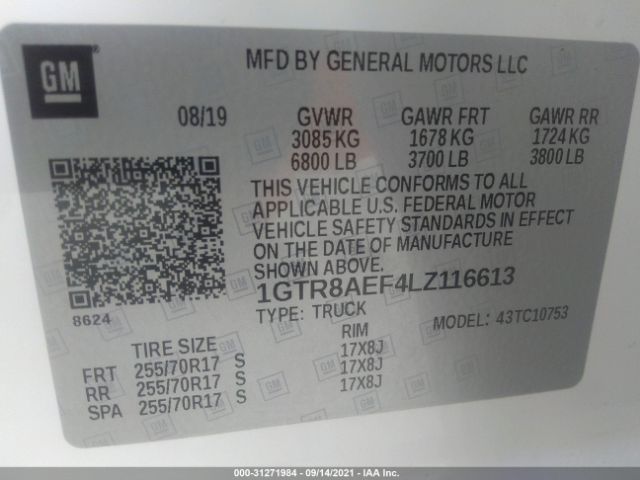 GM
MFD BY GENERAL MOTORS LLC
08/19 GVWR GAWR FRT GAWR RR
3085 KG 1678 KG 1724 KG
6800 LB 3700 LB 3800 LB
THIS VEHICLE CONFORMS TO ALL
APPLICABLE U.S. FEDERAL MOTOR
VEHICLE SAFETY STANDARDS IN EFFECT
ON THE DATE OF MANUFACTURE
SHOWN ABOVE.
1GTR8AEF4LZ116613
8624
TYPE: TRUCK MODEL: 43TC10753
TIRE SIZE RIM
FRT 255/70R17 S 17X8J
RR 255/70R17 S 17X8J
SPA 255/70R17 S 17X8J
000-31271984 - 09/14/2021 - IAA Inc.